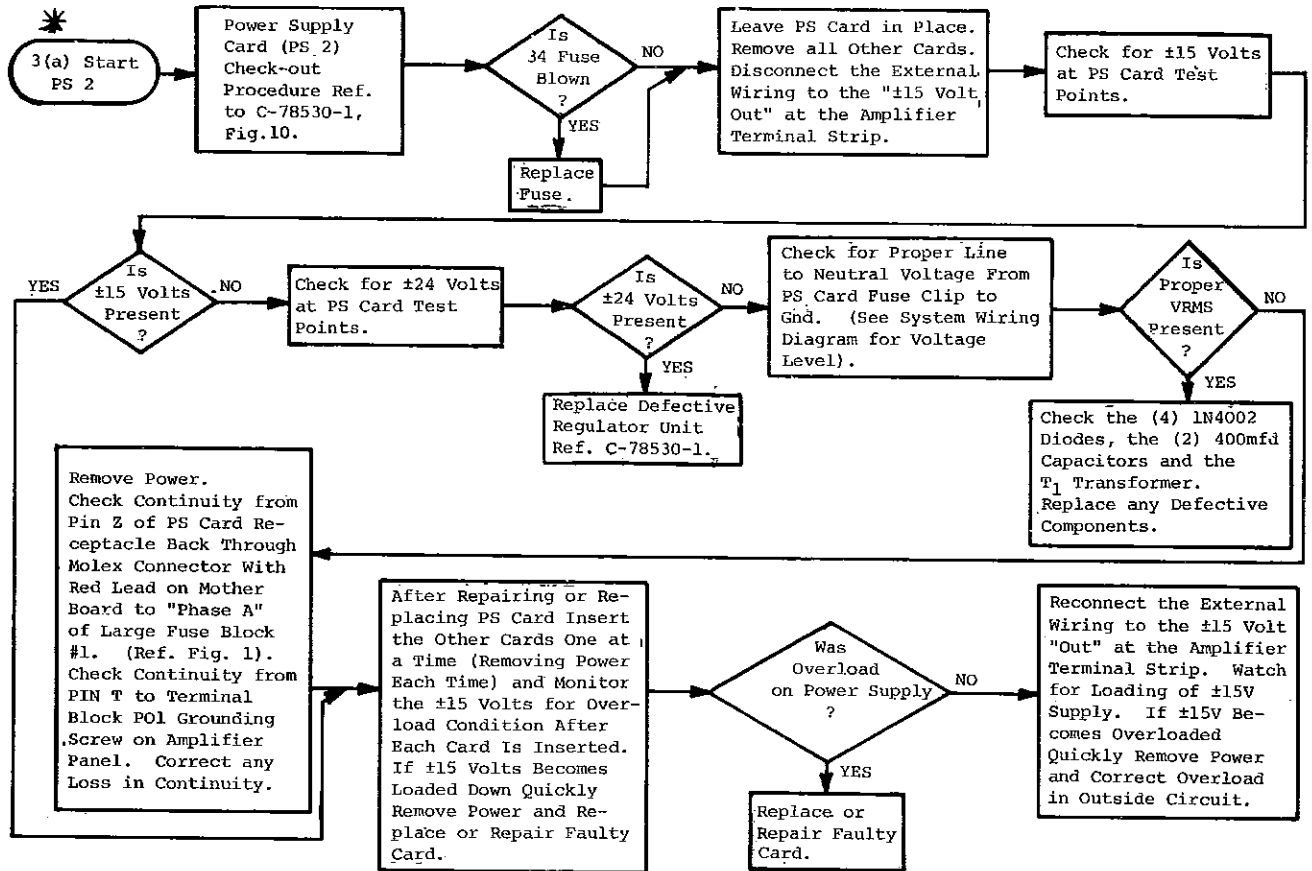 3(a) Start
PS 2
Power Supply
Card (PS 2)
Check-out
Procedure Ref.
to C-78530-1,
Fig.10.
Is
34 Fuse
Blown
?
NO
YES
Replace
Fuse.
Leave PS Card in Place.
Remove all Other Cards.
Disconnect the External
Wiring to the "±15 Volt
Out" at the Amplifier
Terminal Strip.
Check for ±15 Volts
at PS Card Test
Points.
YES
Is
±15 Volts
Present
?
NO
Check for ±24 Volts
at PS Card Test
Points.
Is
±24 Volts
Present
?
NO
YES
Replace Defective
Regulator Unit
Ref. C-78530-1.
Check for Proper Line
to Neutral Voltage From
PS Card Fuse Clip to
Gnd. (See System Wiring
Diagram for Voltage
Level).
Is
Proper
VRMS
Present
?
NO
YES
Check the (4) 1N4002
Diodes, the (2) 400mfd
Capacitors and the
T1 Transformer.
Replace any Defective
Components.
Remove Power.
Check Continuity from
Pin Z of PS Card Re-
ceptacle Back Through
Molex Connector With
Red Lead on Mother
Board to "Phase A"
of Large Fuse Block
#1. (Ref. Fig. 1).
Check Continuity from
PIN T to Terminal
Block PO1 Grounding
Screw on Amplifier
Panel. Correct any
Loss in Continuity.
After Repairing or Re-
placing PS Card Insert
the Other Cards One at
a Time (Removing Power
Each Time) and Monitor
the ±15 Volts for Over-
load Condition After
Each Card Is Inserted.
If ±15 Volts Becomes
Loaded Down Quickly
Remove Power and Re-
place or Repair Faulty
Card.
Was
Overload
on Power Supply
?
NO
YES
Replace or
Repair Faulty
Card.
Reconnect the External
Wiring to the ±15 Volt
"Out" at the Amplifier
Terminal Strip. Watch
for Loading of ±15V
Supply. If ±15V Be-
comes Overloaded
Quickly Remove Power
and Correct Overload
in Outside Circuit.